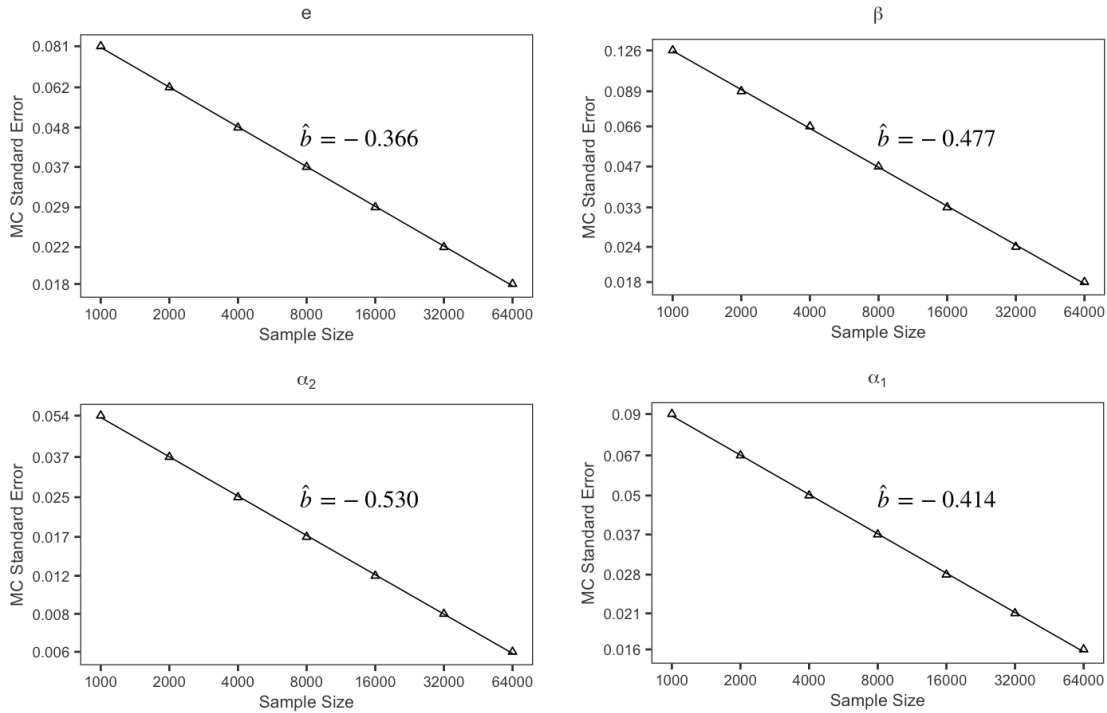 e
0.081
0.062
0.048
0.037
0.029
0.022
0.018
MC Standard Error
b̂ = − 0.366
1000 2000 4000 8000 16000 32000 64000
Sample Size
β
0.126
0.089
0.066
0.047
0.033
0.024
0.018
MC Standard Error
b̂ = − 0.477
1000 2000 4000 8000 16000 32000 64000
Sample Size
α₂
0.054
0.037
0.025
0.017
0.012
0.008
0.006
MC Standard Error
b̂ = − 0.530
1000 2000 4000 8000 16000 32000 64000
Sample Size
α₁
0.09
0.067
0.05
0.037
0.028
0.021
0.016
MC Standard Error
b̂ = − 0.414
1000 2000 4000 8000 16000 32000 64000
Sample Size